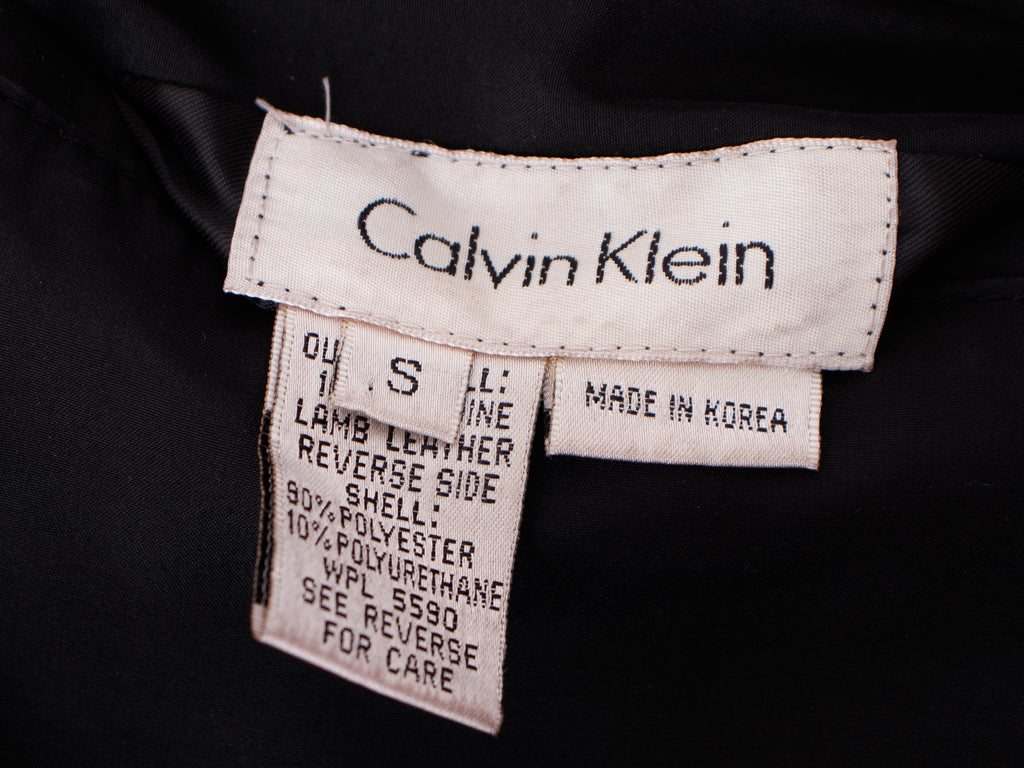 Calvin Klein
S
MADE IN KOREA
LAMB LEATHER
REVERSE SIDE
SHELL:
90% POLYESTER
10% POLYURETHANE
WPL 5590
SEE REVERSE
FOR CARE